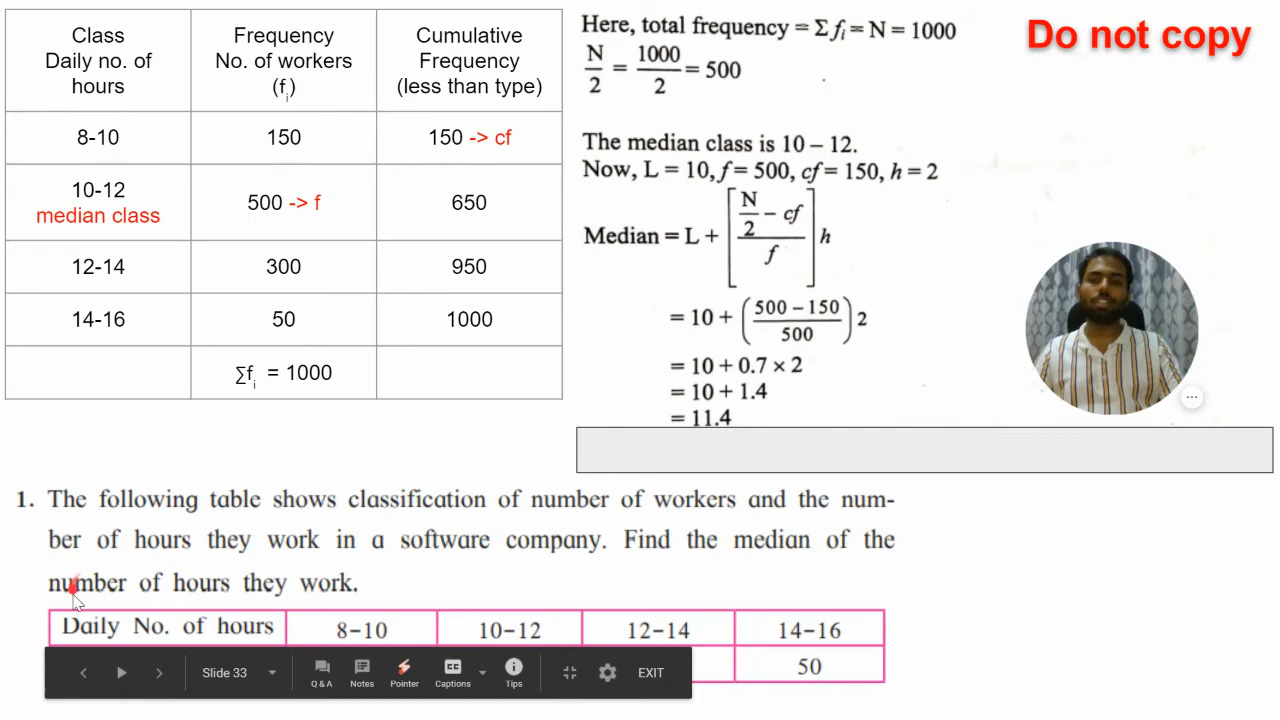 Class
Daily no. of
hours
Frequency
No. of workers
(fi)
Cumulative
Frequency
(less than type)
8-10
150
150 -> cf
10-12
median class
500 -> f
650
12-14
300
950
14-16
50
1000
∑fi = 1000
Here, total frequency = Σ fi = N = 1000
N/2 = 1000/2 = 500
The median class is 10 – 12.
Now, L = 10, f = 500, cf = 150, h = 2
Median = L + [(N/2 – cf)/f] h
= 10 + ((500 – 150)/500) 2
= 10 + 0.7 × 2
= 10 + 1.4
= 11.4
Do not copy
1. The following table shows classification of number of workers and the num-
ber of hours they work in a software company. Find the median of the
number of hours they work.
Daily No. of hours 8–10 10–12 12–14 14–16
50
Slide 33
Q & A
Notes
Pointer
CC
Captions
Tips
EXIT